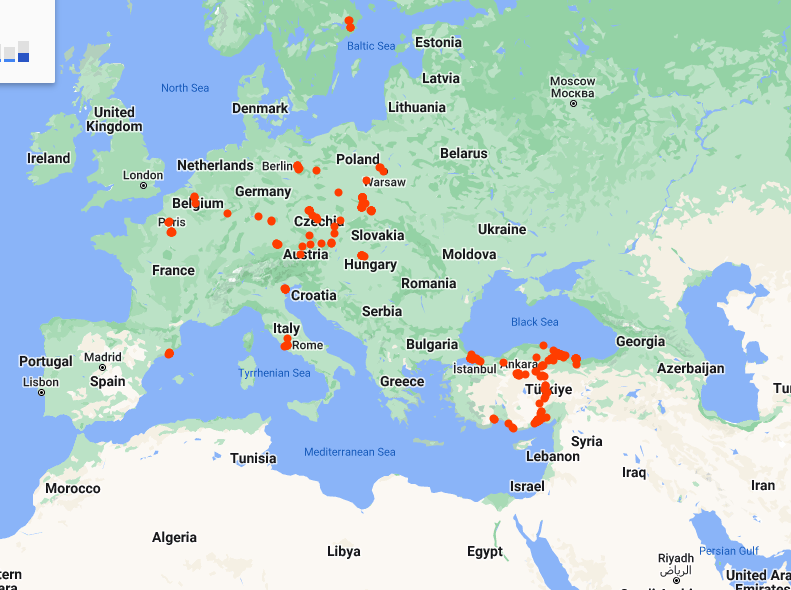 Baltic Sea
Estonia
Latvia
Moscow
Москва
North Sea
Denmark
Lithuania
United
Kingdom
Ireland
Netherlands
Berlin
Poland
Belarus
London
Warsaw
Germany
Belgium
Paris
Czechia
Slovakia
Ukraine
Austria
Hungary
Moldova
France
Romania
Croatia
Serbia
Black Sea
Italy
Rome
Bulgaria
Georgia
Portugal
Madrid
Spain
Lisbon
Tyrrhenian Sea
Greece
İstanbul
Ankara
Azerbaijan
Türkiye
Tu
Mediterranean Sea
Tunisia
Syria
Lebanon
Iraq
Iran
Morocco
Israel
Algeria
Libya
Egypt
Riyadh
الرياض
Persian Gulf
United Ara
Emirates
tern
ara